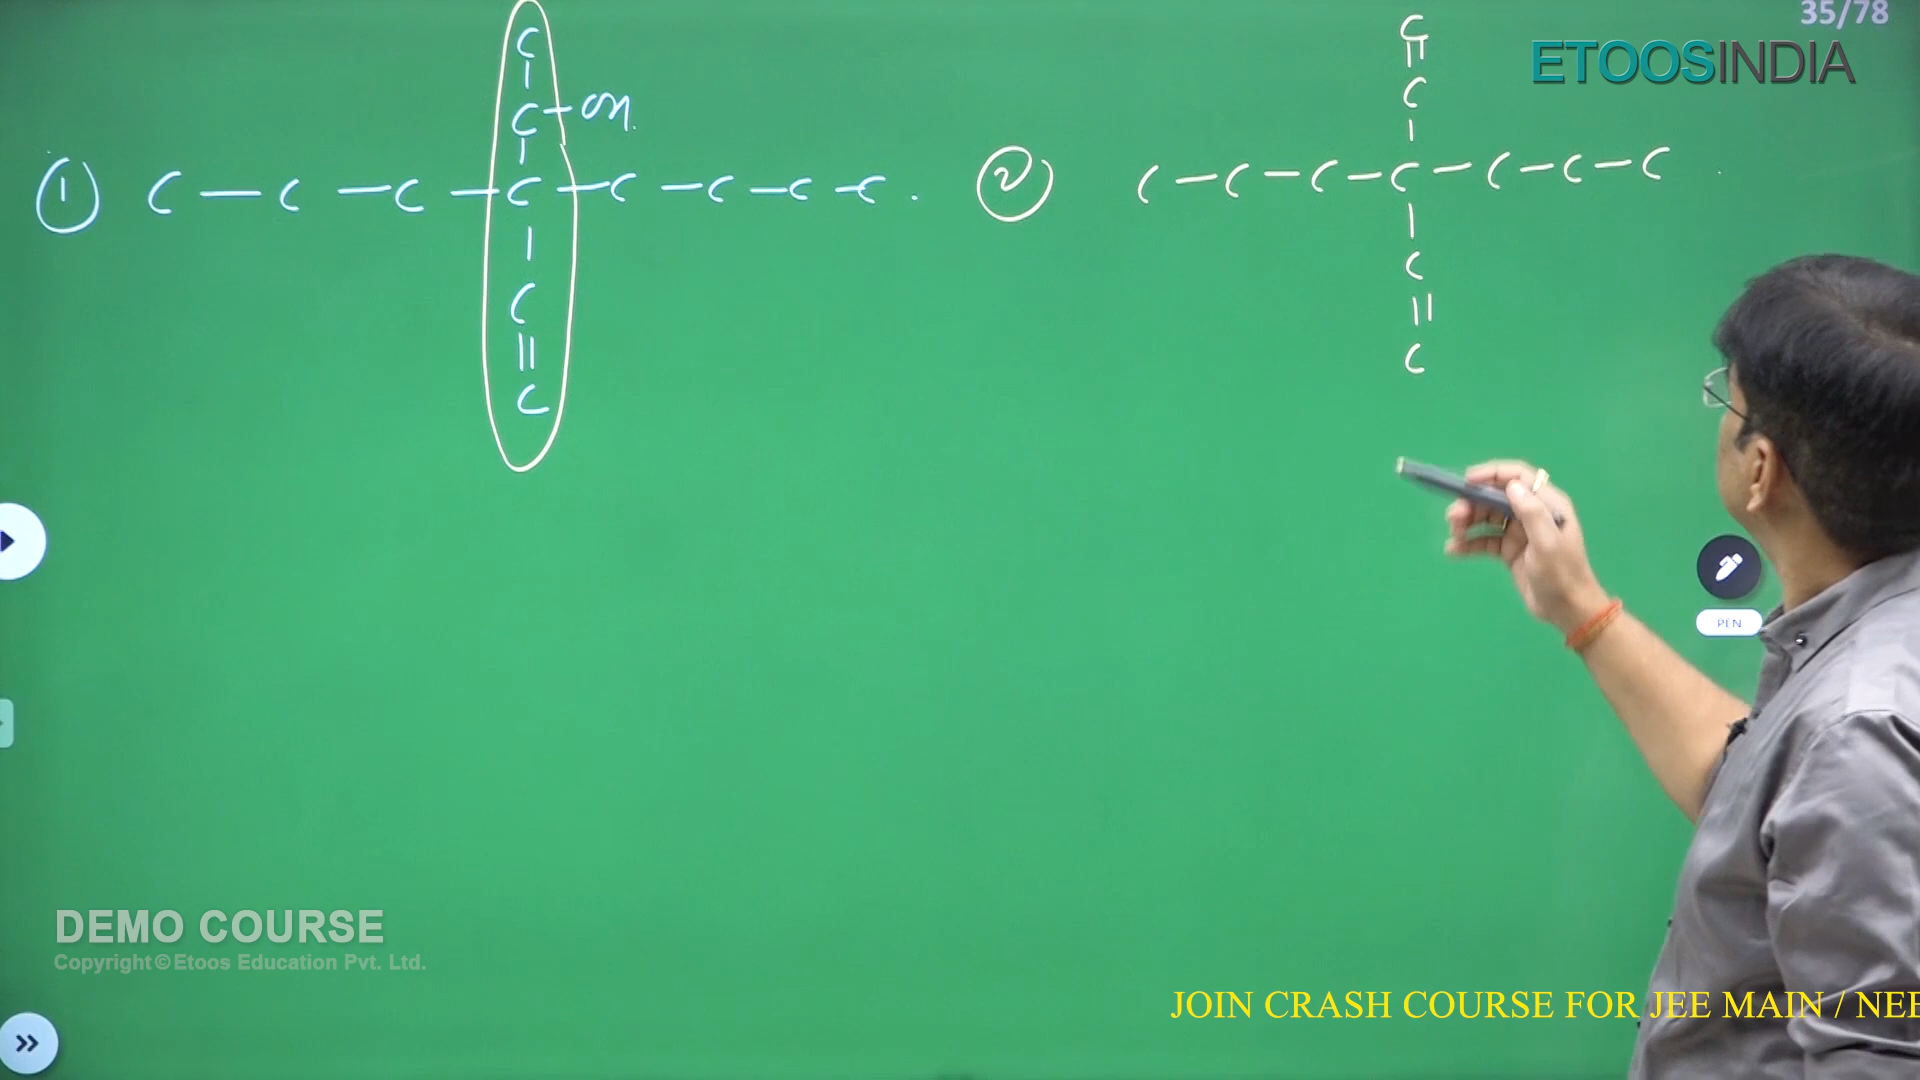 35/78
ETOOSINDIA
C
C - OH
1 C - C - C - C - C - C - C - C
C
C
C
C
2 C - C - C - C - C - C - C
C
C
PEN
DEMO COURSE
Copyright © Etoos Education Pvt. Ltd.
JOIN CRASH COURSE FOR JEE MAIN / NEE